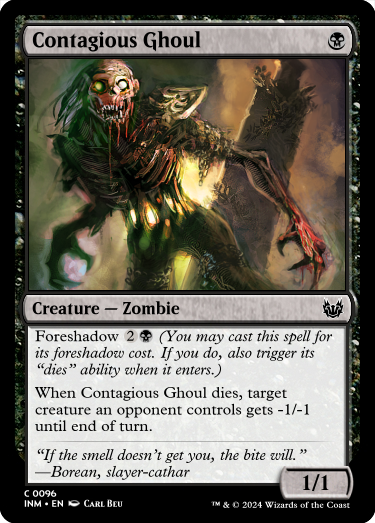 Contagious Ghoul
Creature — Zombie
Foreshadow 2 (You may cast this spell for
its foreshadow cost. If you do, also trigger its
“dies” ability when it enters.)
When Contagious Ghoul dies, target
creature an opponent controls gets -1/-1
until end of turn.
“If the smell doesn't get you, the bite will.”
—Borean, slayer-cathar
1/1
C 0096
INM • EN Carl Beu
™ & © 2024 Wizards of the Coast